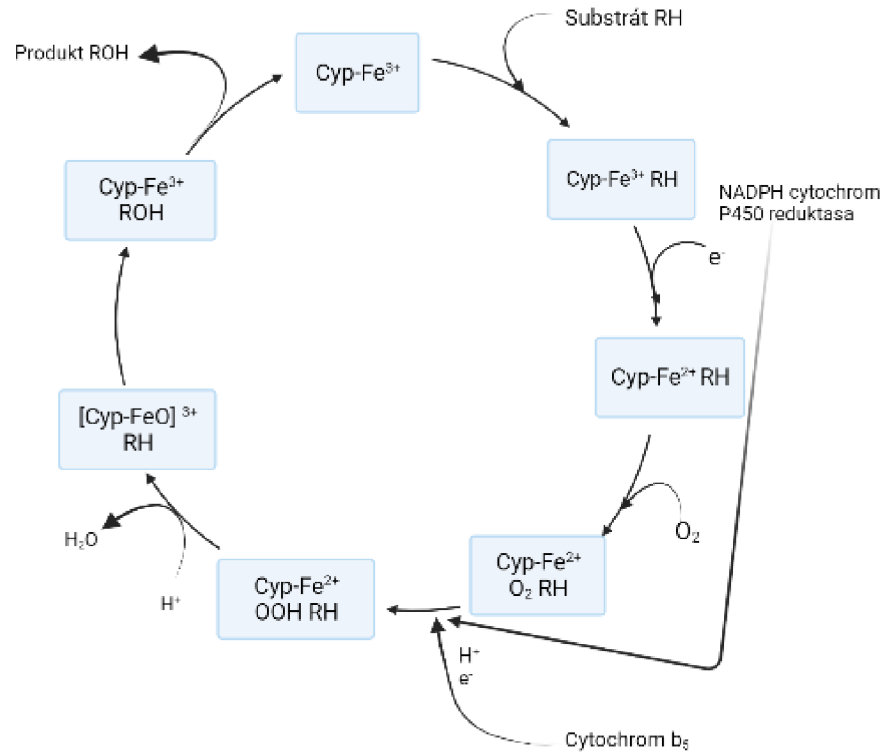 Substrát RH
Produkt ROH
Cyp-Fe³⁺
Cyp-Fe³⁺ RH
Cyp-Fe³⁺
ROH
NADPH cytochrom
P450 reduktasa
e⁻
Cyp-Fe²⁺ RH
[Cyp-FeO] ³⁺
RH
O₂
H₂O
Cyp-Fe²⁺
O₂ RH
Cyp-Fe²⁺
OOH RH
H⁺
H⁺
e⁻
Cytochrom b₅